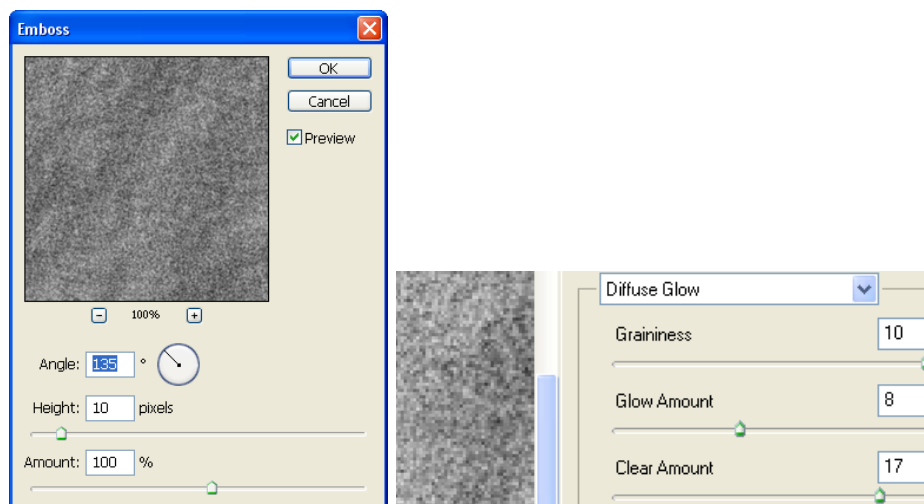 Emboss
OK
Cancel
Preview
100%
Angle: 135 °
Height: 10 pixels
Amount: 100 %
Diffuse Glow
Graininess 10
Glow Amount 8
Clear Amount 17